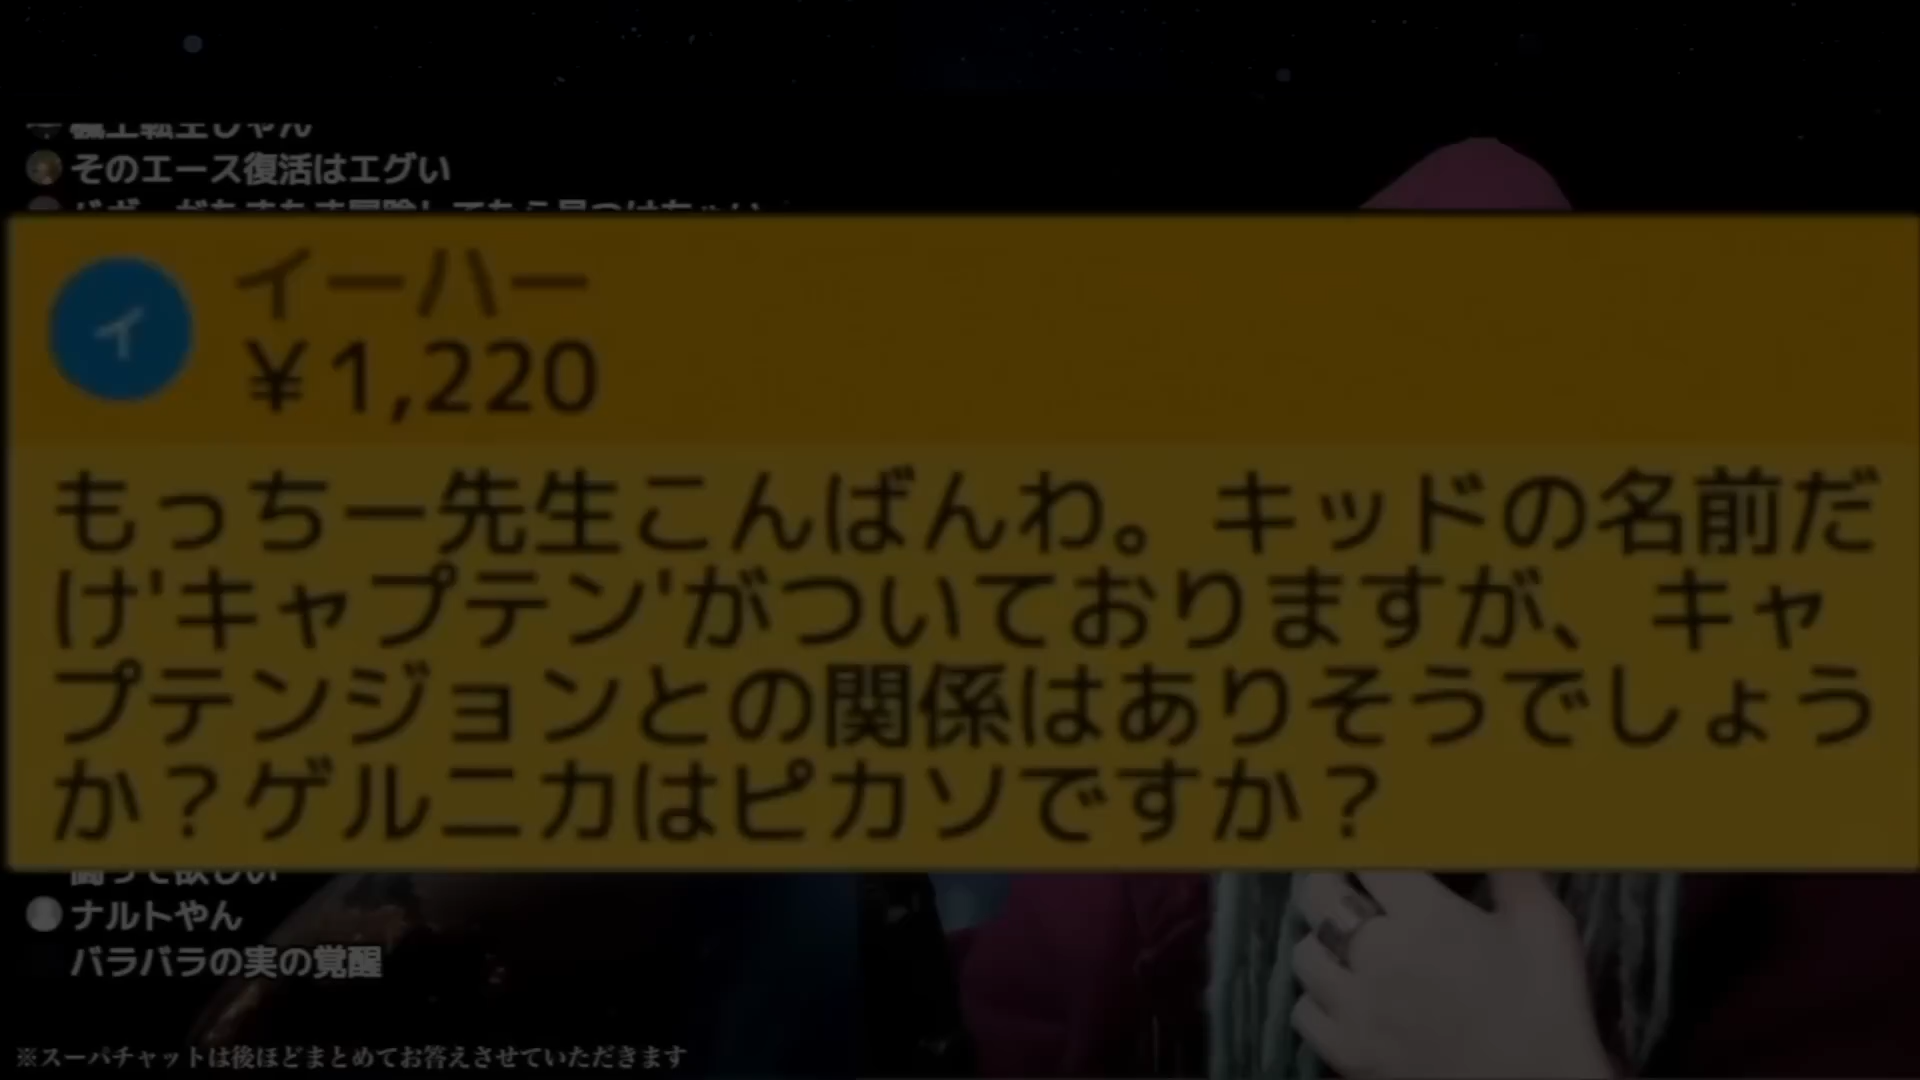 そのエース復活はエグい
イ
イーハー
￥1,220
もっちー先生こんばんわ。キッドの名前だ
け'キャプテン'がついておりますが、キャ
プテンジョンとの関係はありそうでしょう
か？ゲルニカはピカソですか？
ナルトやん
バラバラの実の覚醒
※スーパチャットは後ほどまとめてお答えさせていただきます